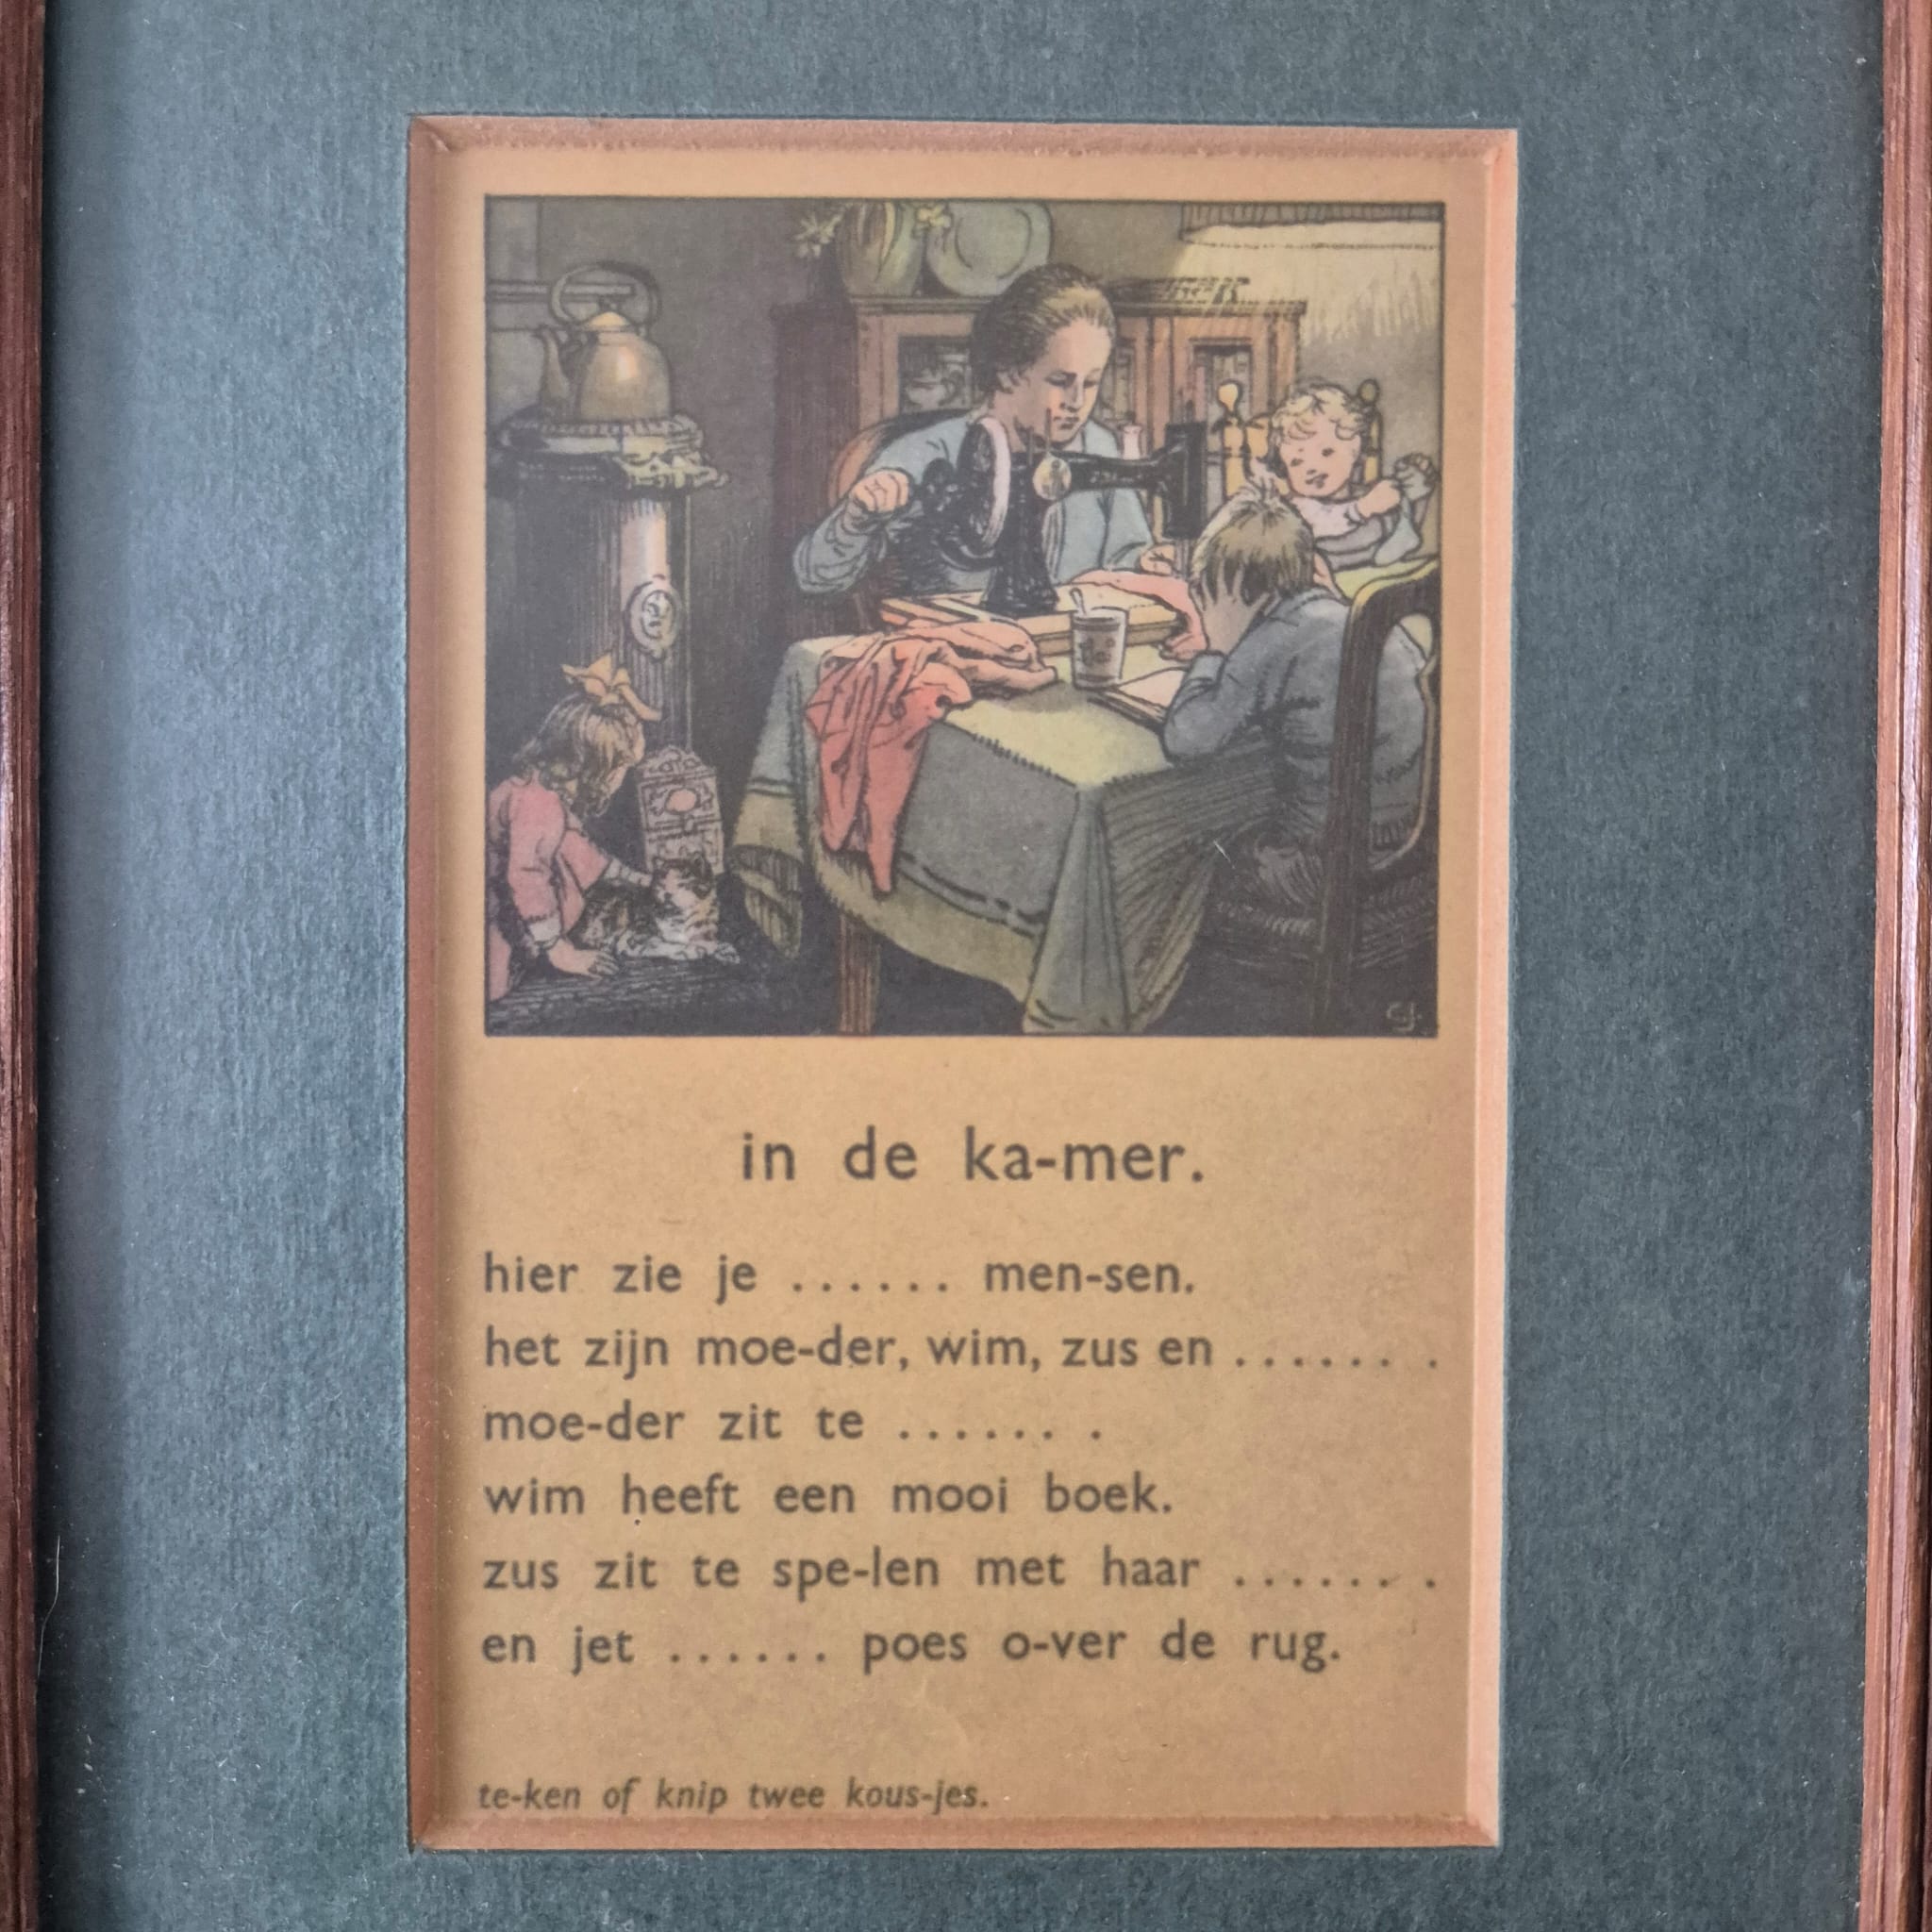 C.J.
in de ka-mer.
hier zie je ...... men-sen.
het zijn moe-der, wim, zus en ....... .
moe-der zit te ....... .
wim heeft een mooi boek.
zus zit te spe-len met haar ....... .
en jet ...... poes o-ver de rug.
te-ken of knip twee kous-jes.